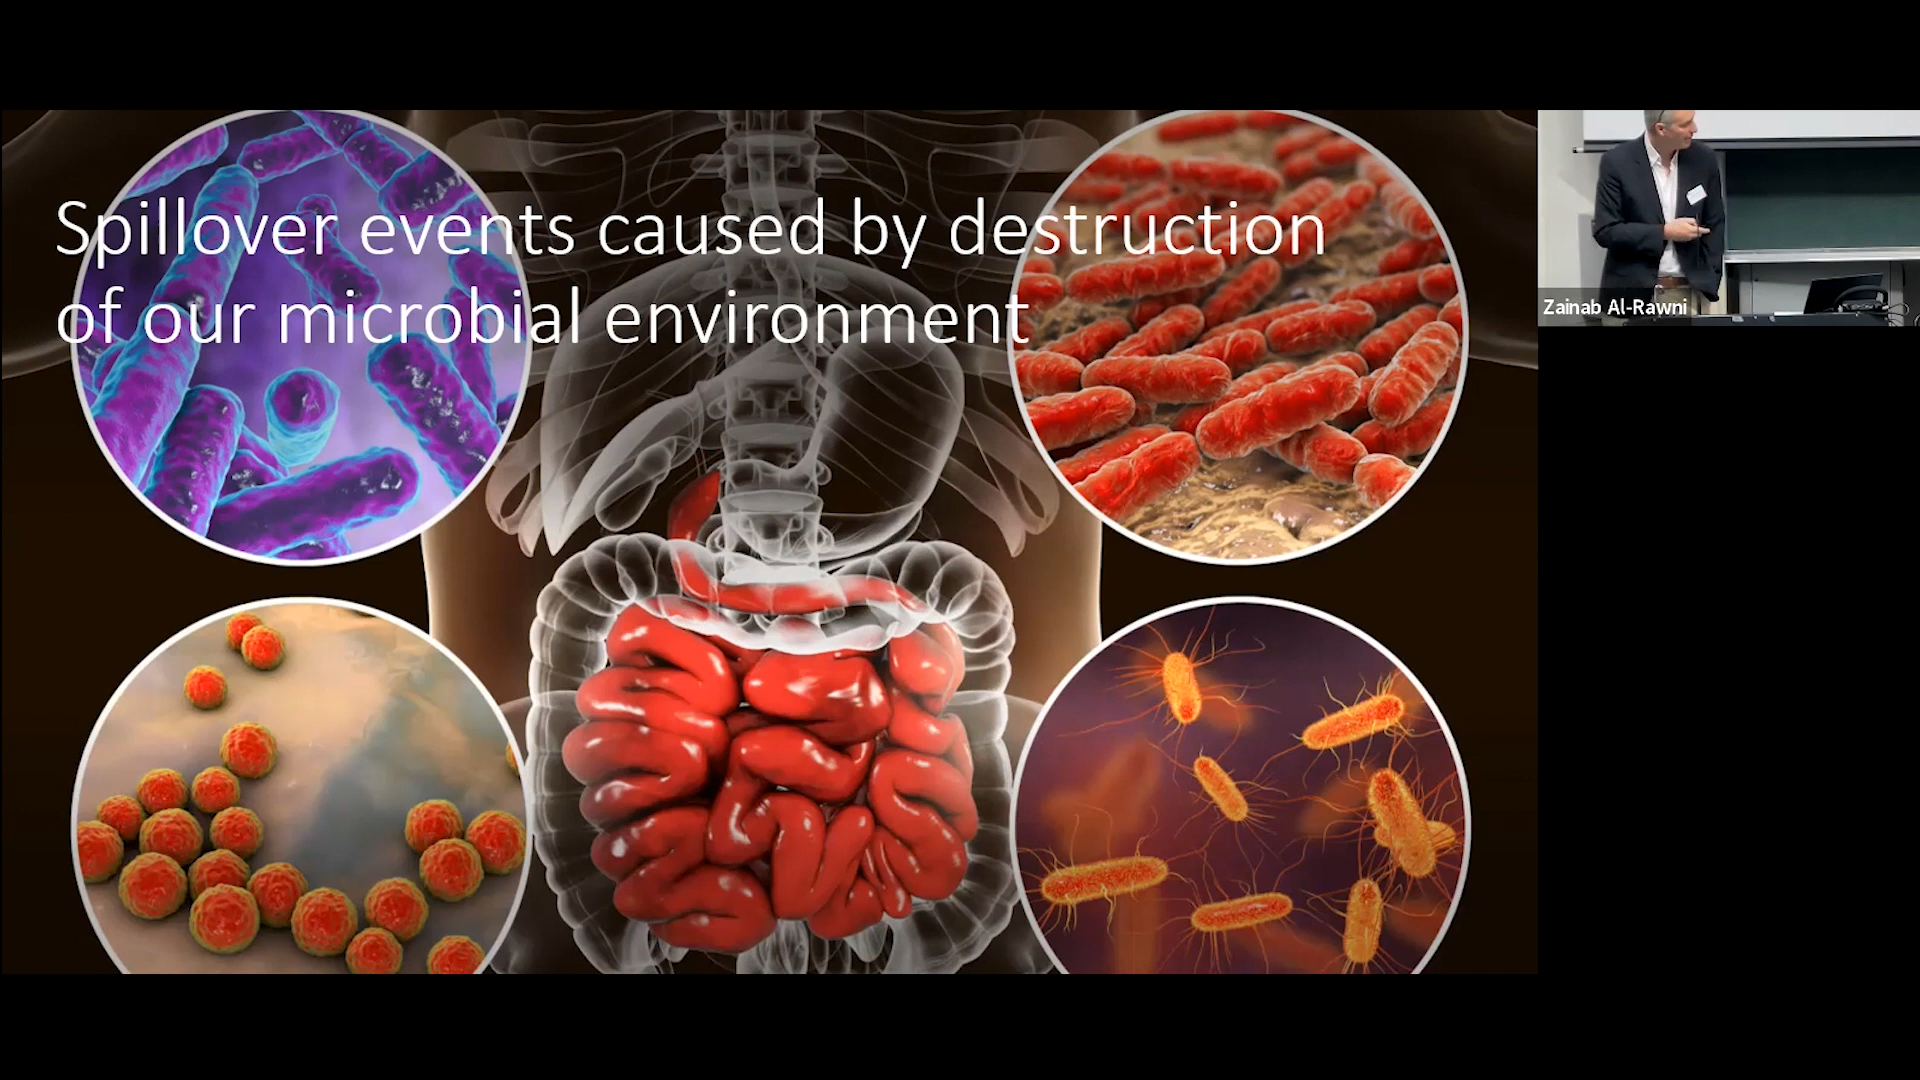 Spillover events caused by destruction
of our microbial environment
Zainab Al-Rawni